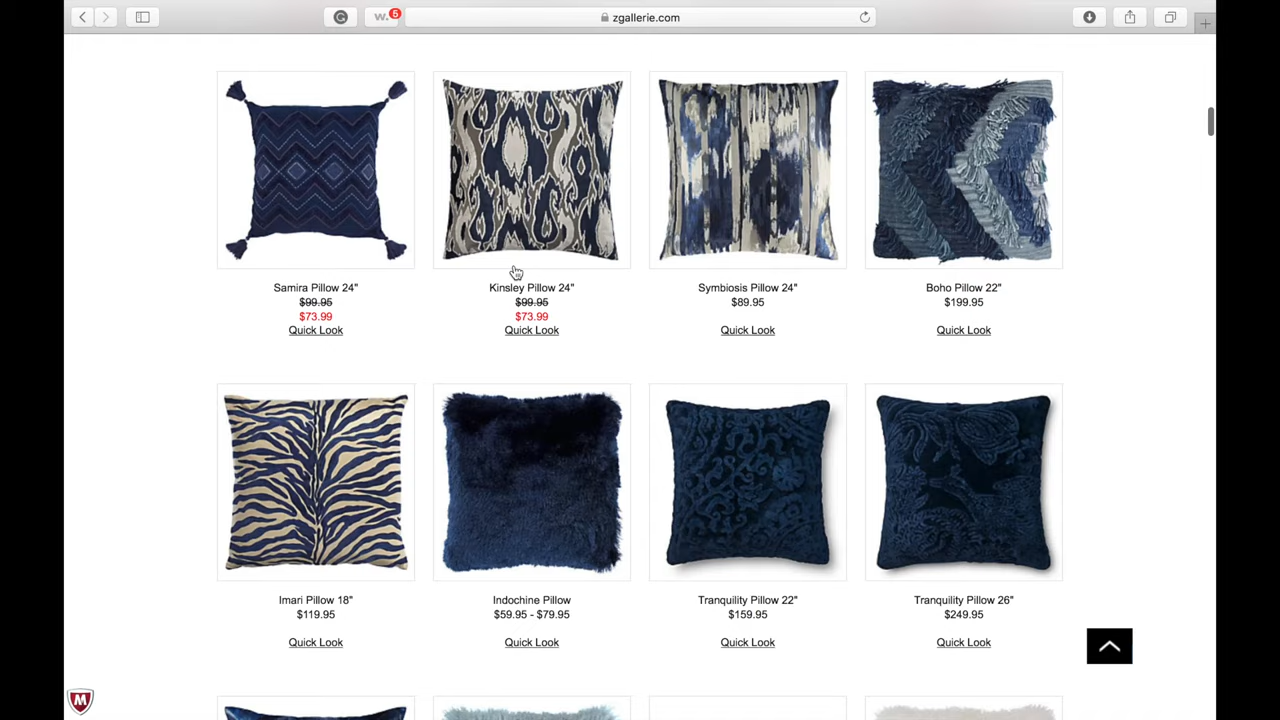 w. 5
zgallerie.com
Samira Pillow 24"
$99.95
$73.99
Quick Look
Kinsley Pillow 24"
$99.95
$73.99
Quick Look
Symbiosis Pillow 24"
$89.95
Quick Look
Boho Pillow 22"
$199.95
Quick Look
Imari Pillow 18"
$119.95
Quick Look
Indochine Pillow
$59.95 - $79.95
Quick Look
Tranquility Pillow 22"
$159.95
Quick Look
Tranquility Pillow 26"
$249.95
Quick Look